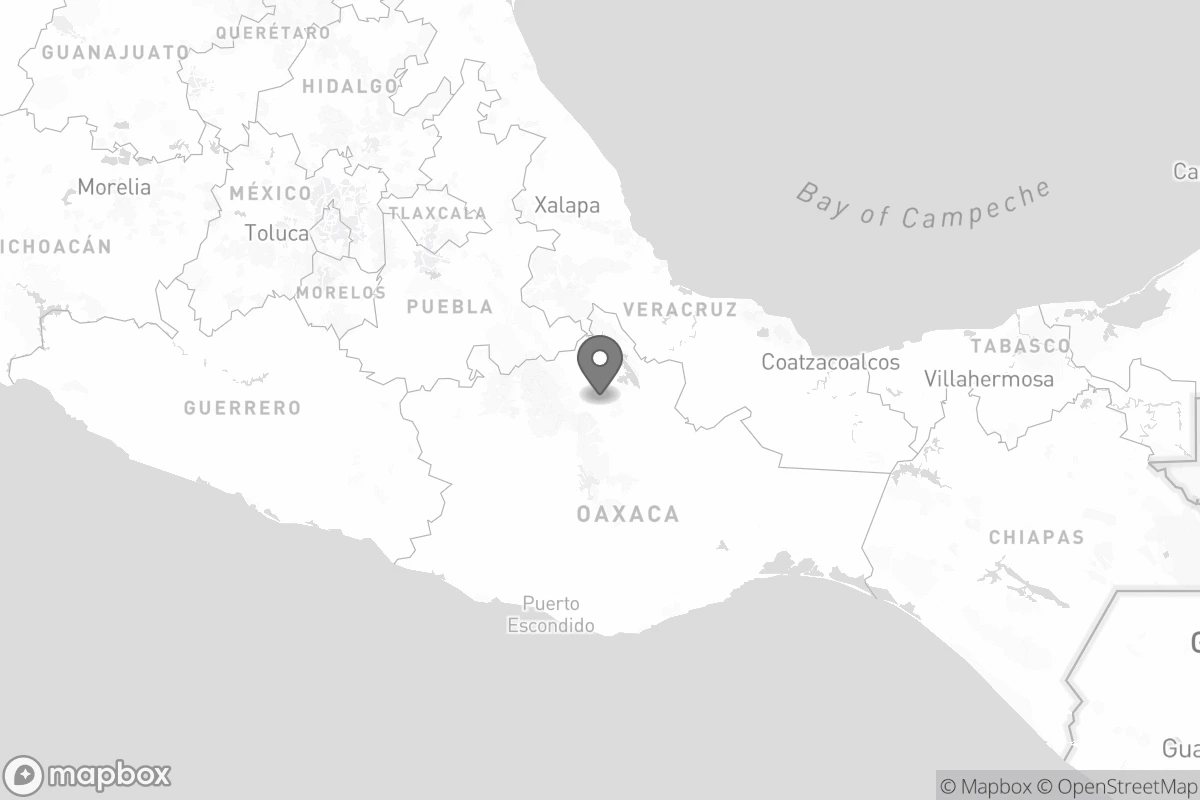 QUERÉTARO
GUANAJUATO
HIDALGO
Morelia
MÉXICO
Xalapa
TLAXCALA
Toluca
Bay of Campeche
Ca
ICHOACÁN
MORELOS
PUEBLA
VERACRUZ
TABASCO
Coatzacoalcos
Villahermosa
GUERRERO
OAXACA
CHIAPAS
Puerto
Escondido
G
Gua
mapbox
© Mapbox © OpenStreetMap